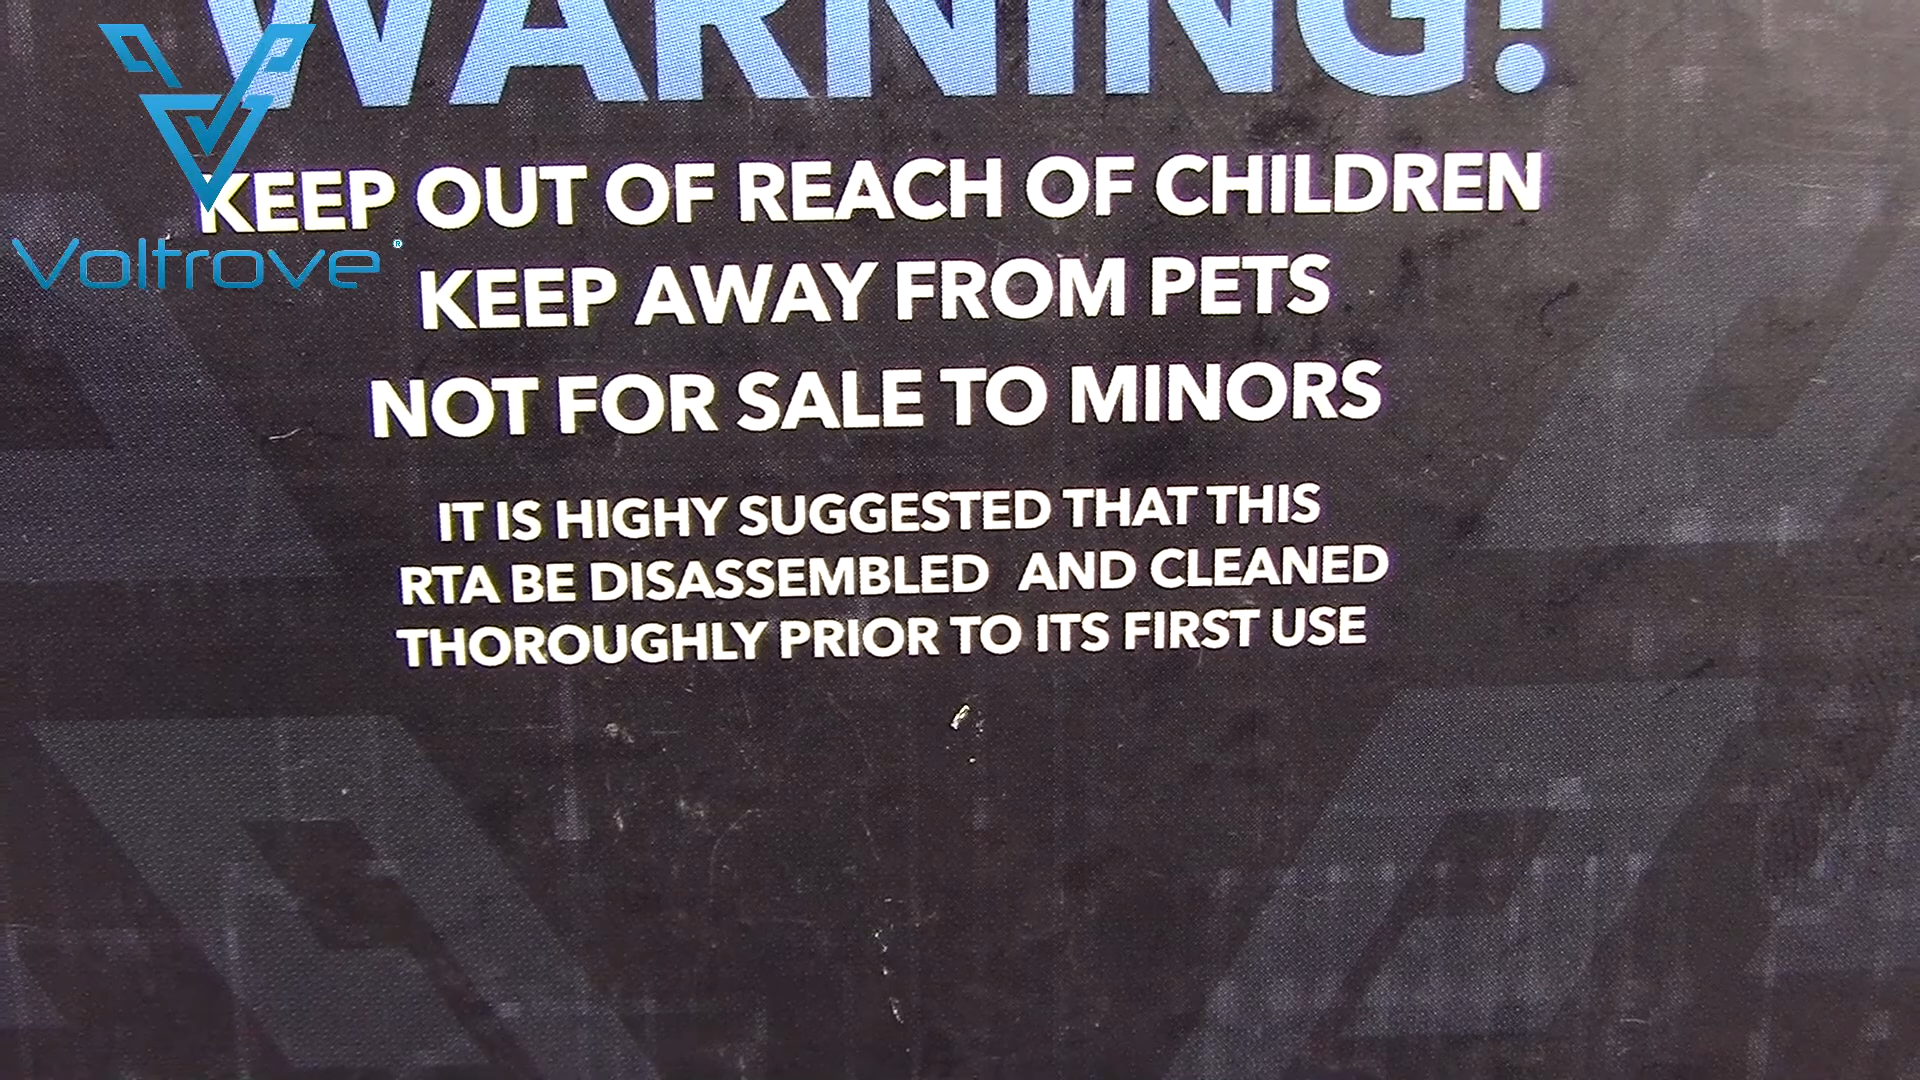 WARNING!
KEEP OUT OF REACH OF CHILDREN
Voltrove®
KEEP AWAY FROM PETS
NOT FOR SALE TO MINORS
IT IS HIGHY SUGGESTED THAT THIS
RTA BE DISASSEMBLED AND CLEANED
THOROUGHLY PRIOR TO ITS FIRST USE